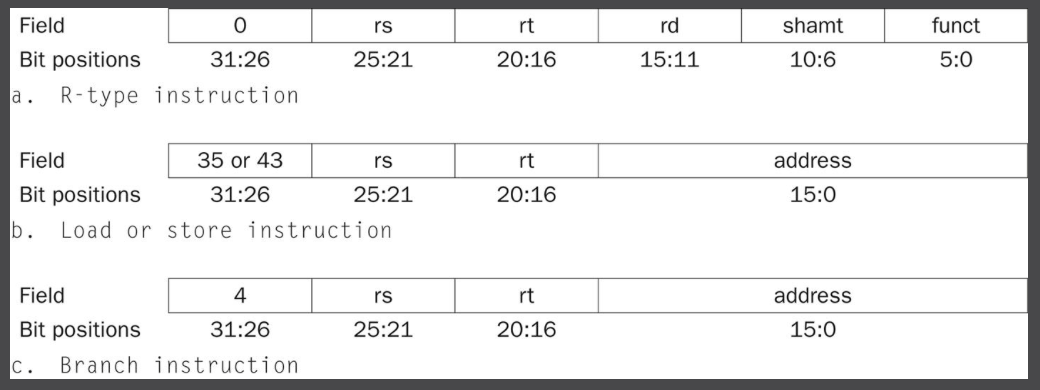 Field 0 rs rt rd shamt funct
Bit positions 31:26 25:21 20:16 15:11 10:6 5:0
a. R-type instruction
Field 35 or 43 rs rt address
Bit positions 31:26 25:21 20:16 15:0
b. Load or store instruction
Field 4 rs rt address
Bit positions 31:26 25:21 20:16 15:0
c. Branch instruction